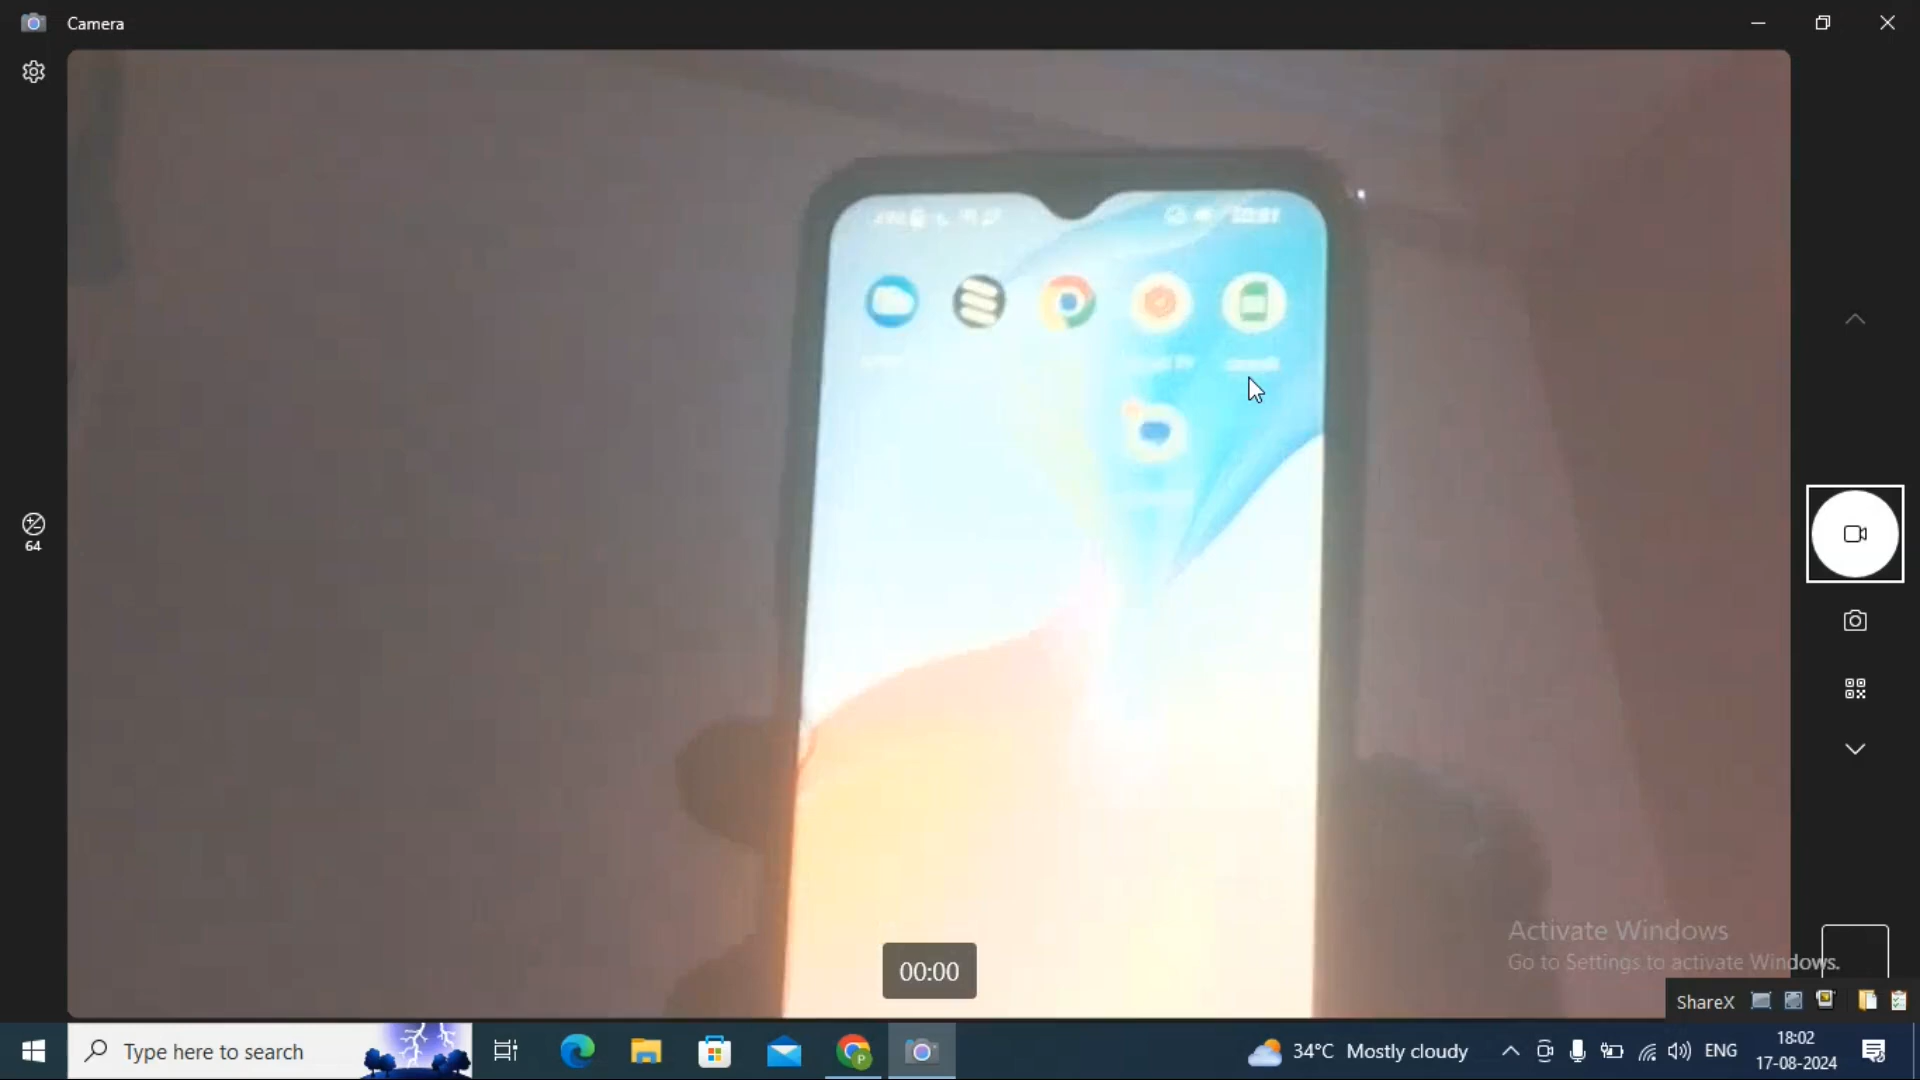 Camera
64
00:00
Activate Windows
Go to Settings to activate Windows.
ShareX
Type here to search
34°C Mostly cloudy
ENG
18:02
17-08-2024